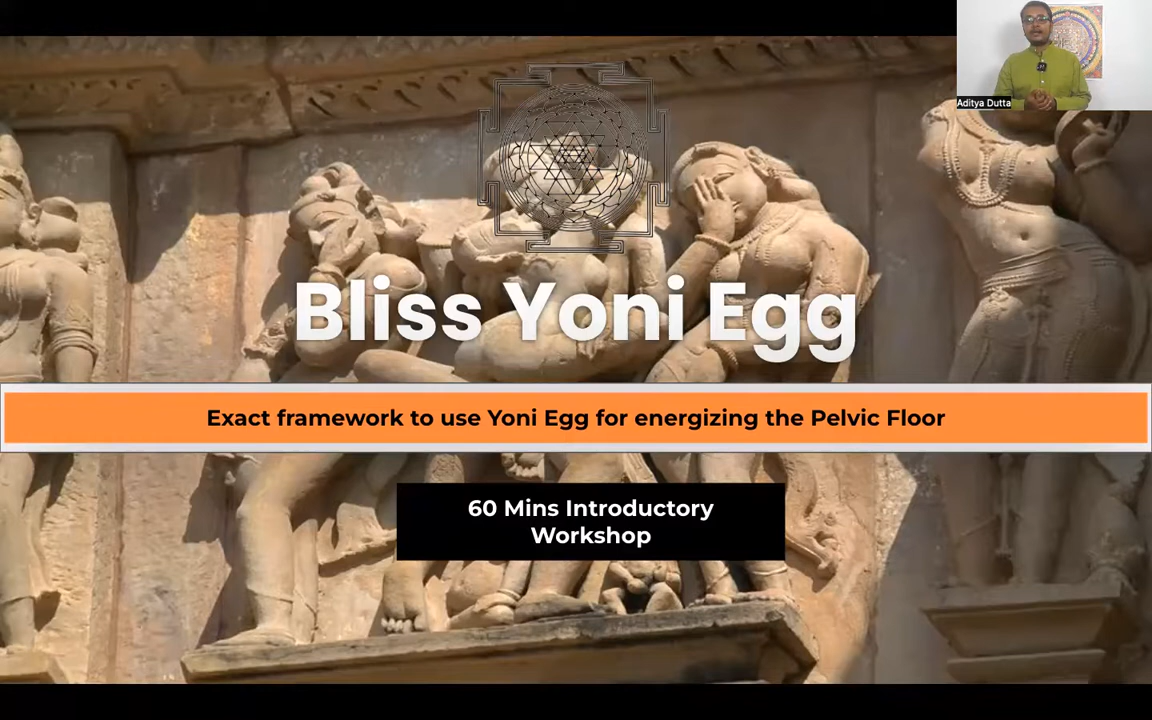 Aditya Dutta
Bliss Yoni Egg
Exact framework to use Yoni Egg for energizing the Pelvic Floor
60 Mins Introductory
Workshop